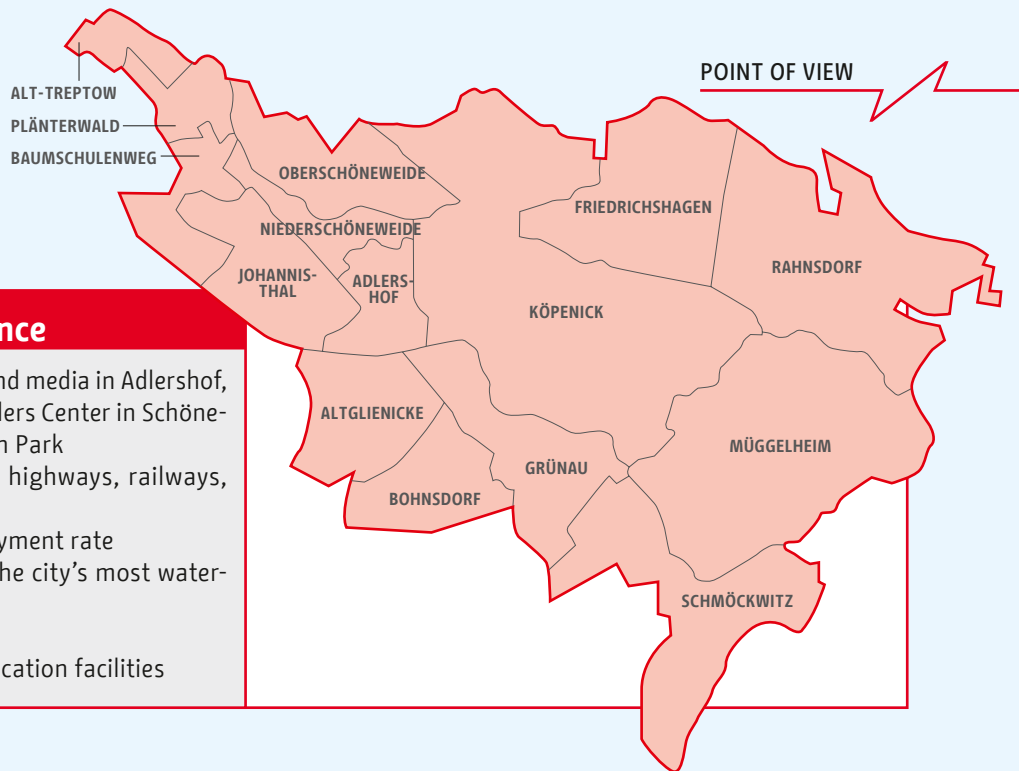 POINT OF VIEW
ALT-TREPTOW
PLÄNTERWALD
BAUMSCHULENWEG
OBERSCHÖNEWEIDE
NIEDERSCHÖNEWEIDE
JOHANNIS-
THAL
ADLERS-
HOF
KÖPENICK
FRIEDRICHSHAGEN
RAHNSDORF
ALTGLIENICKE
BOHNSDORF
GRÜNAU
MÜGGELHEIM
SCHMÖCKWITZ
nce
nd media in Adlershof,
ders Center in Schöne-
n Park
highways, railways,
yment rate
he city’s most water-
cation facilities